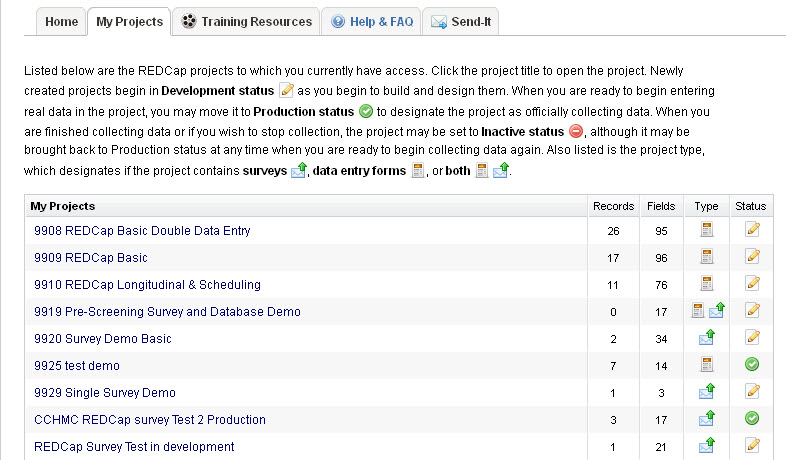 Home My Projects Training Resources Help & FAQ Send-It
Listed below are the REDCap projects to which you currently have access. Click the project title to open the project. Newly
created projects begin in Development status as you begin to build and design them. When you are ready to begin entering
real data in the project, you may move it to Production status to designate the project as officially collecting data. When you
are finished collecting data or if you wish to stop collection, the project may be set to Inactive status, although it may be
brought back to Production status at any time when you are ready to begin collecting data again. Also listed is the project type,
which designates if the project contains surveys, data entry forms, or both.
My Projects Records Fields Type Status
9908 REDCap Basic Double Data Entry 26 95
9909 REDCap Basic 17 96
9910 REDCap Longitudinal & Scheduling 11 76
9919 Pre-Screening Survey and Database Demo 0 17
9920 Survey Demo Basic 2 34
9925 test demo 7 14
9929 Single Survey Demo 1 3
CCHMC REDCap survey Test 2 Production 3 17
REDCap Survey Test in development 1 21